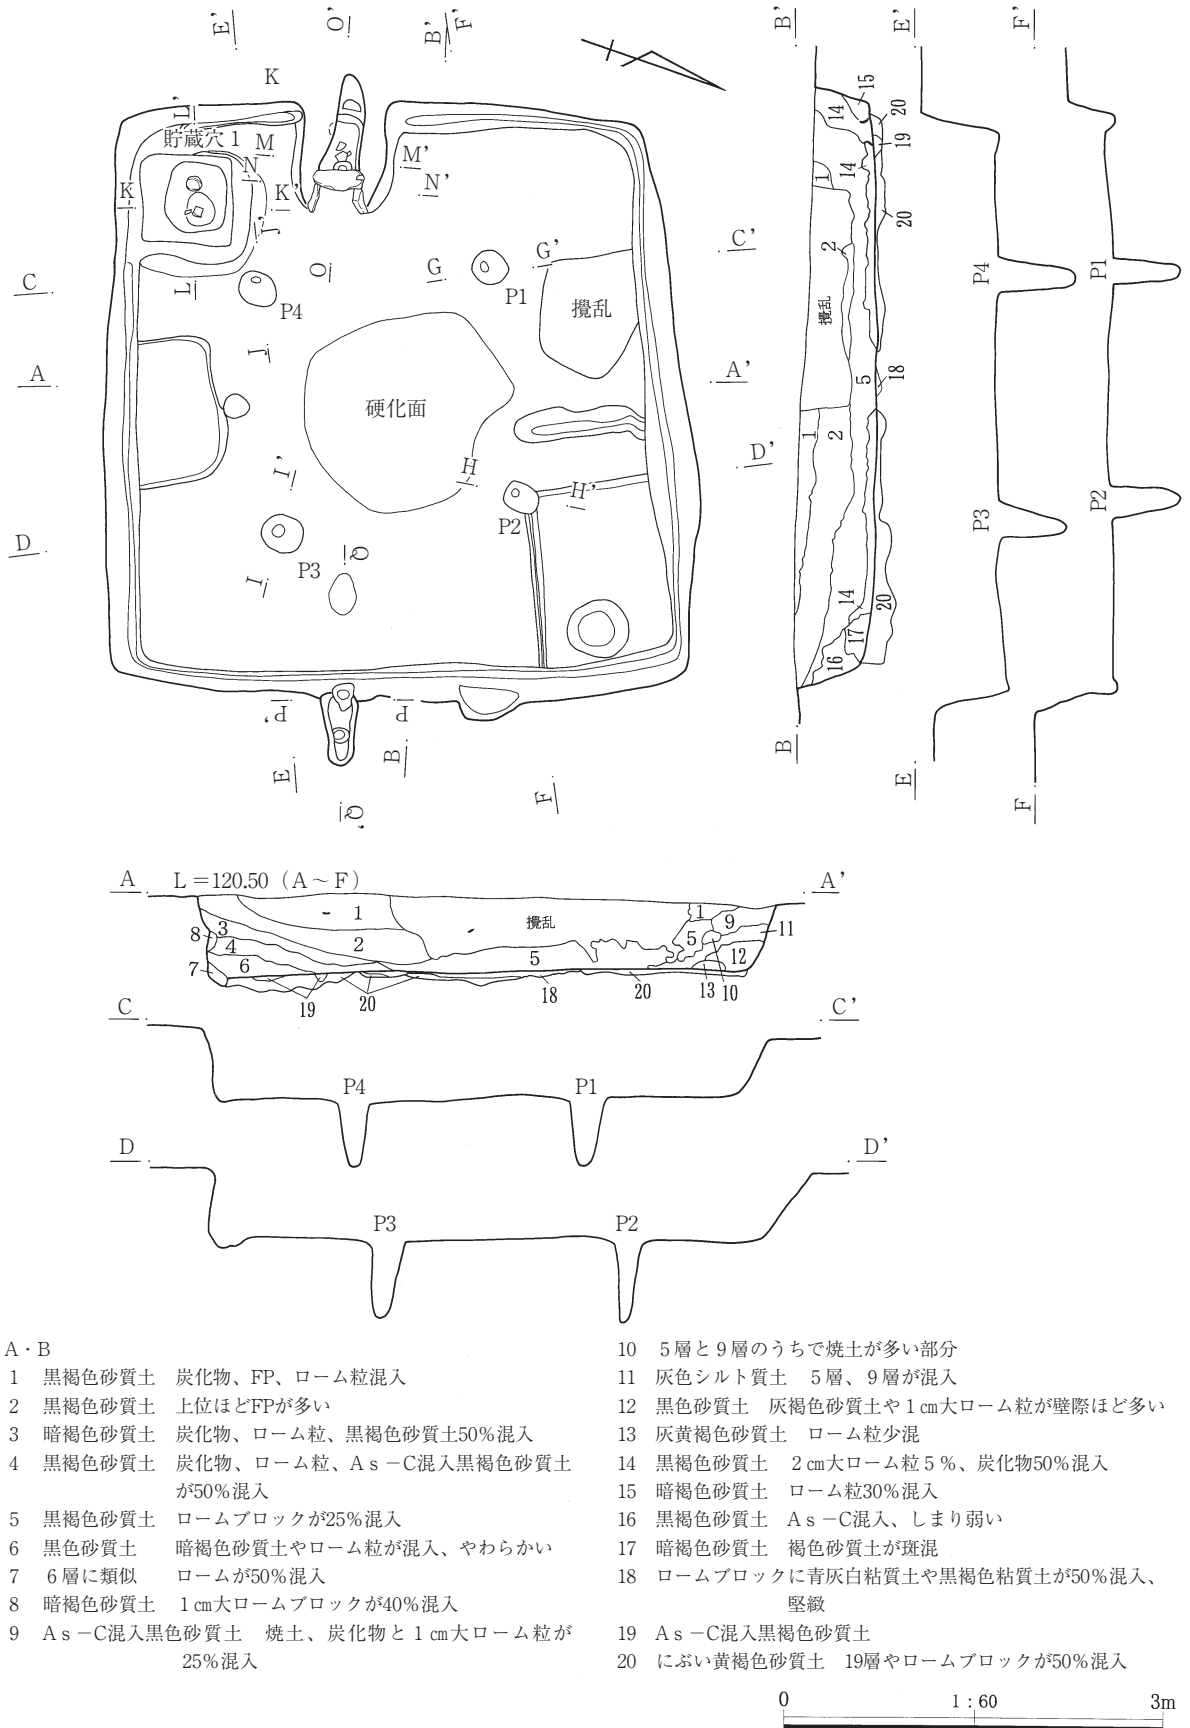 E' O' B' F'
K
L'
貯蔵穴 1 M
N
K K'
J'
M'
N'
C
L
O
G G'
P4 P1
攪乱
J
A
硬化面
A'
C'
D'
I'
H
H'
P2
D
P3
Q
I
P' P
E B F
Q'
B' E' F'
15
14 20
19
1 14
20
2
攪乱
5 18
1 2
14 20
17
16
B
P4 P1
P3 P2
E
F
A L=120.50 (A～F) A'
1 攪乱 1 9
3
8 4 2 5 11
6 5 12
7
19 20 18 20 13 10
C C'
P4 P1
D D'
P3 P2
A・B
1 黒褐色砂質土 炭化物、FP、ローム粒混入
2 黒褐色砂質土 上位ほどFPが多い
3 暗褐色砂質土 炭化物、ローム粒、黒褐色砂質土50%混入
4 黒褐色砂質土 炭化物、ローム粒、As－C混入黒褐色砂質土
が50%混入
5 黒褐色砂質土 ロームブロックが25%混入
6 黒色砂質土 暗褐色砂質土やローム粒が混入、やわらかい
7 6層に類似 ロームが50%混入
8 暗褐色砂質土 1㎝大ロームブロックが40%混入
9 As－C混入黒色砂質土 焼土、炭化物と1㎝大ローム粒が
25%混入
10 5層と9層のうちで焼土が多い部分
11 灰色シルト質土 5層、9層が混入
12 黒色砂質土 灰褐色砂質土や1㎝大ローム粒が壁際ほど多い
13 灰黄褐色砂質土 ローム粒少混
14 黒褐色砂質土 2㎝大ローム粒5%、炭化物50%混入
15 暗褐色砂質土 ローム粒30%混入
16 黒褐色砂質土 As－C混入、しまり弱い
17 暗褐色砂質土 褐色砂質土が斑混
18 ロームブロックに青灰白粘質土や黒褐色粘質土が50%混入、
堅緻
19 As－C混入黒褐色砂質土
20 にぶい黄褐色砂質土 19層やロームブロックが50%混入
0 1：60 3m